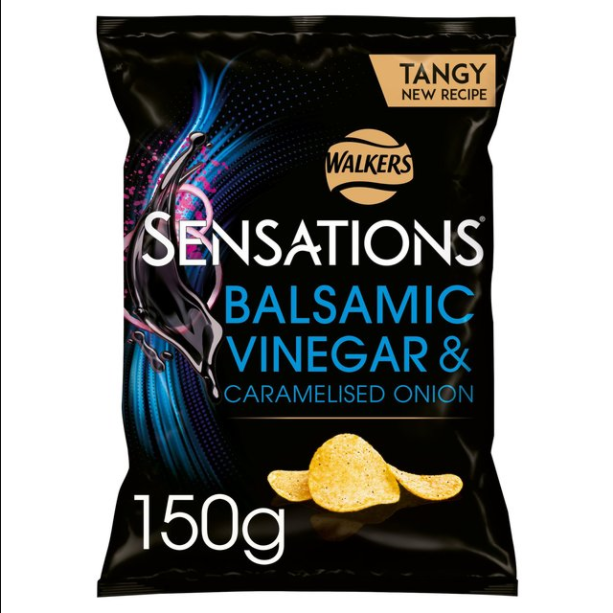 TANGY
NEW RECIPE
WALKERS
SENSATIONS®
BALSAMIC
VINEGAR &
CARAMELISED ONION
150g